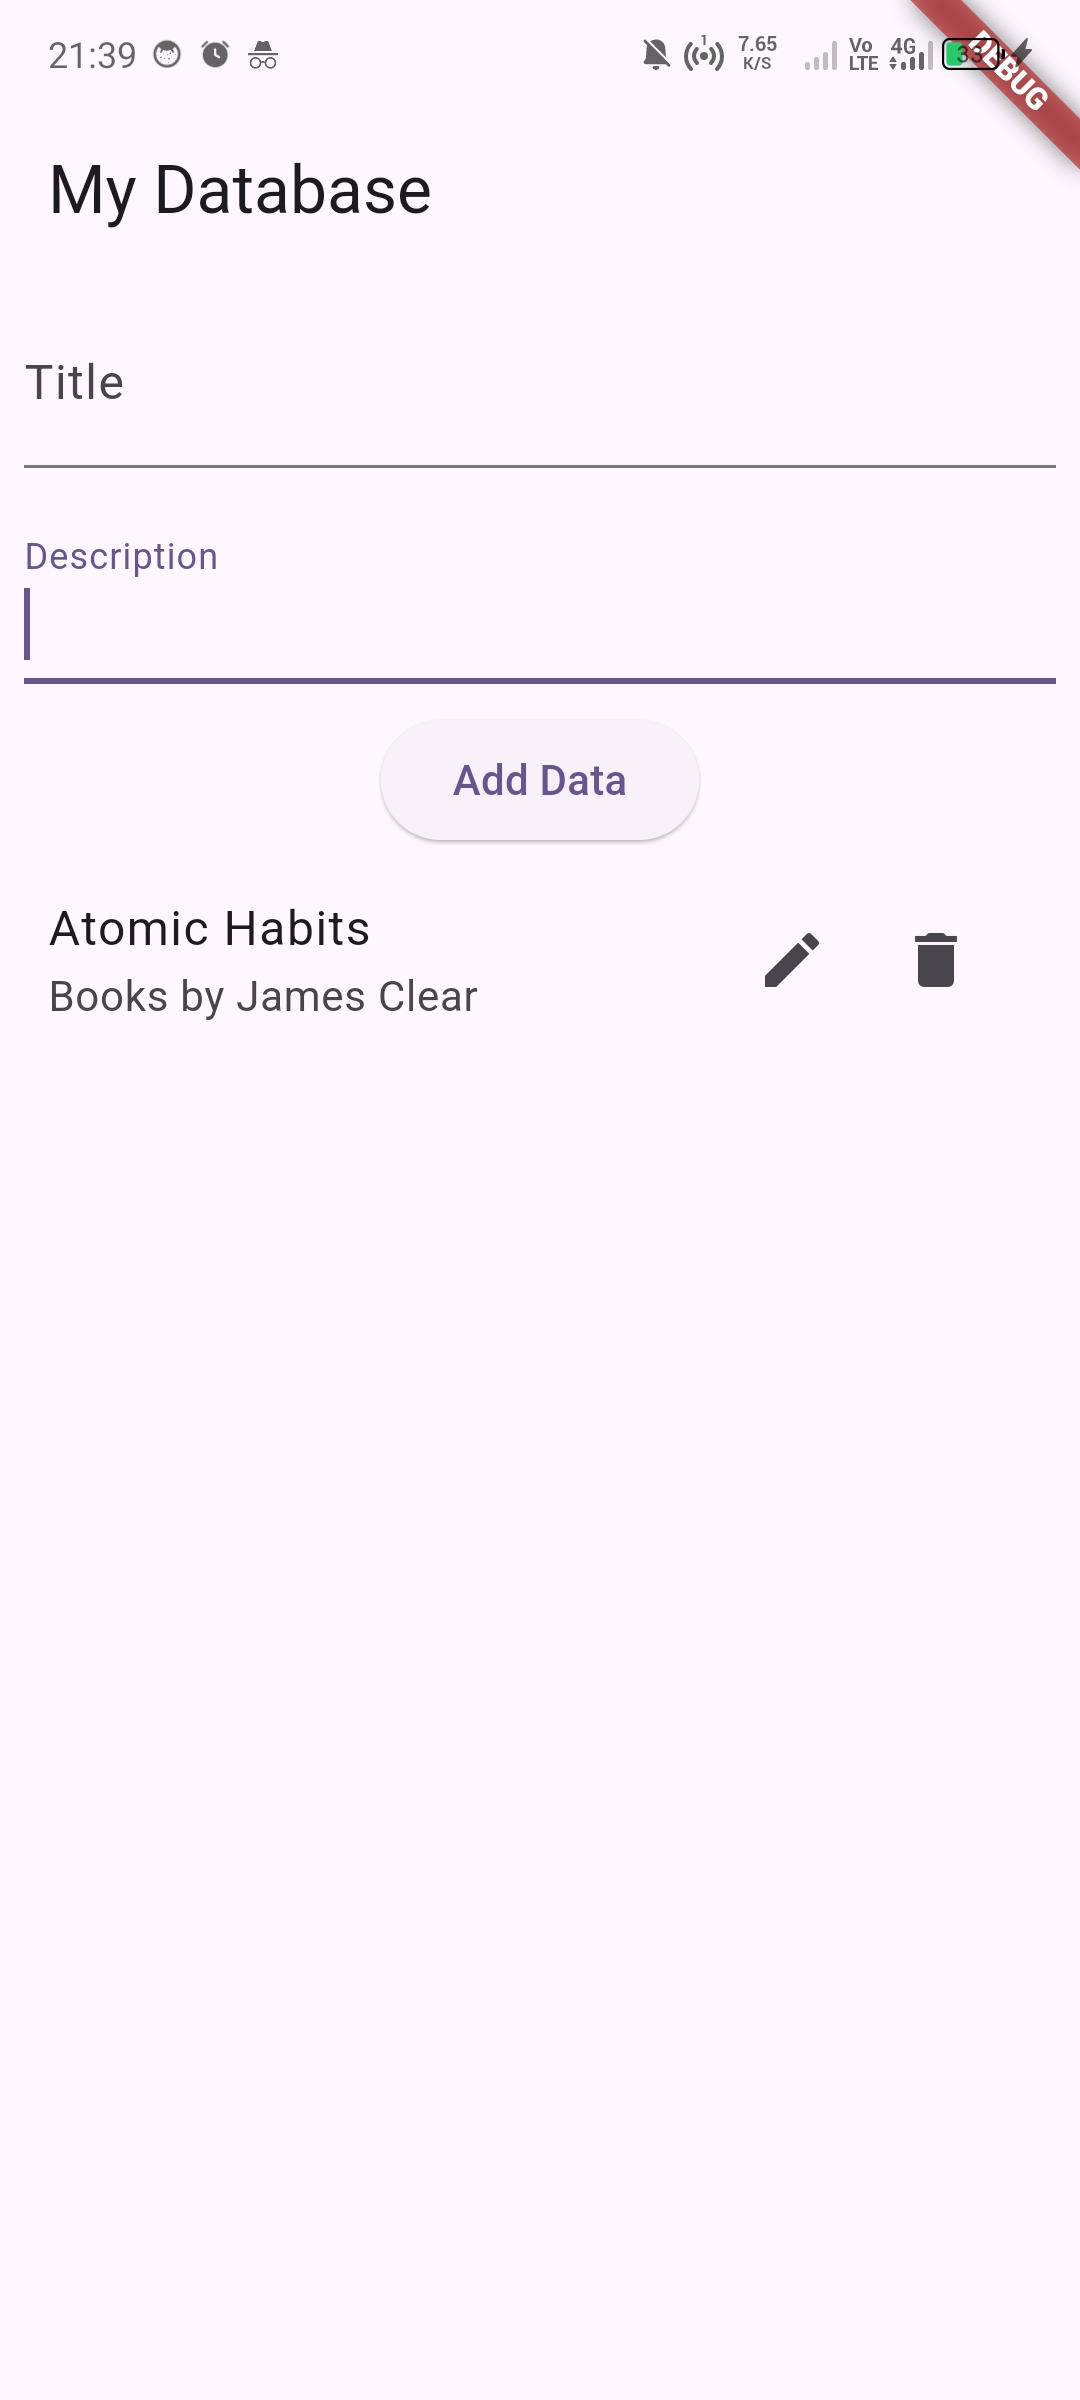 21:39
1
7.65
K/S
Vo
LTE
4G
33
DEBUG
My Database
Title
Description
Add Data
Atomic Habits
Books by James Clear